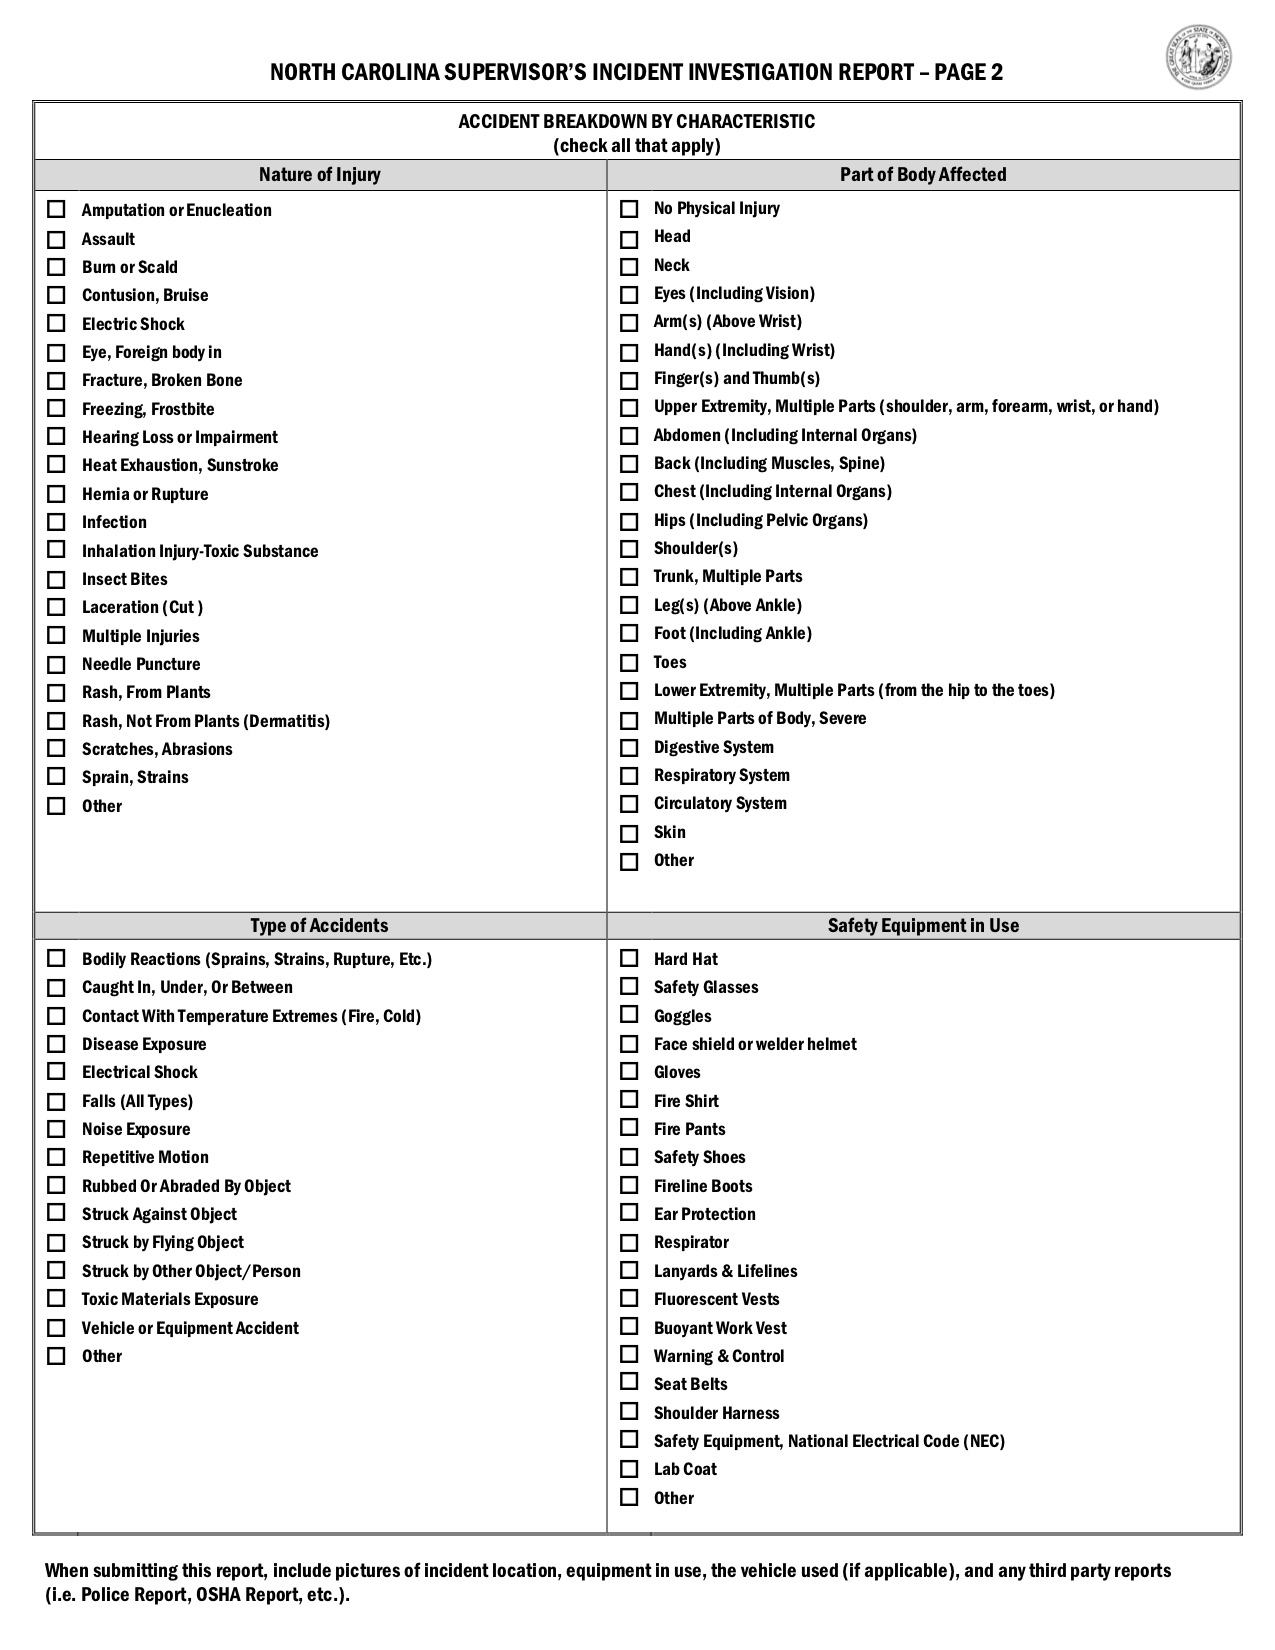 NORTH CAROLINA SUPERVISOR'S INCIDENT INVESTIGATION REPORT – PAGE 2
ACCIDENT BREAKDOWN BY CHARACTERISTIC
(check all that apply)
Nature of Injury
Amputation or Enucleation
Assault
Burn or Scald
Contusion, Bruise
Electric Shock
Eye, Foreign body in
Fracture, Broken Bone
Freezing, Frostbite
Hearing Loss or Impairment
Heat Exhaustion, Sunstroke
Hernia or Rupture
Infection
Inhalation Injury-Toxic Substance
Insect Bites
Laceration (Cut )
Multiple Injuries
Needle Puncture
Rash, From Plants
Rash, Not From Plants (Dermatitis)
Scratches, Abrasions
Sprain, Strains
Other
Part of Body Affected
No Physical Injury
Head
Neck
Eyes (Including Vision)
Arm(s) (Above Wrist)
Hand(s) (Including Wrist)
Finger(s) and Thumb(s)
Upper Extremity, Multiple Parts (shoulder, arm, forearm, wrist, or hand)
Abdomen (Including Internal Organs)
Back (Including Muscles, Spine)
Chest (Including Internal Organs)
Hips (Including Pelvic Organs)
Shoulder(s)
Trunk, Multiple Parts
Leg(s) (Above Ankle)
Foot (Including Ankle)
Toes
Lower Extremity, Multiple Parts (from the hip to the toes)
Multiple Parts of Body, Severe
Digestive System
Respiratory System
Circulatory System
Skin
Other
Type of Accidents
Bodily Reactions (Sprains, Strains, Rupture, Etc.)
Caught In, Under, Or Between
Contact With Temperature Extremes (Fire, Cold)
Disease Exposure
Electrical Shock
Falls (All Types)
Noise Exposure
Repetitive Motion
Rubbed Or Abraded By Object
Struck Against Object
Struck by Flying Object
Struck by Other Object/Person
Toxic Materials Exposure
Vehicle or Equipment Accident
Other
Safety Equipment in Use
Hard Hat
Safety Glasses
Goggles
Face shield or welder helmet
Gloves
Fire Shirt
Fire Pants
Safety Shoes
Fireline Boots
Ear Protection
Respirator
Lanyards & Lifelines
Fluorescent Vests
Buoyant Work Vest
Warning & Control
Seat Belts
Shoulder Harness
Safety Equipment, National Electrical Code (NEC)
Lab Coat
Other
When submitting this report, include pictures of incident location, equipment in use, the vehicle used (if applicable), and any third party reports
(i.e. Police Report, OSHA Report, etc.).